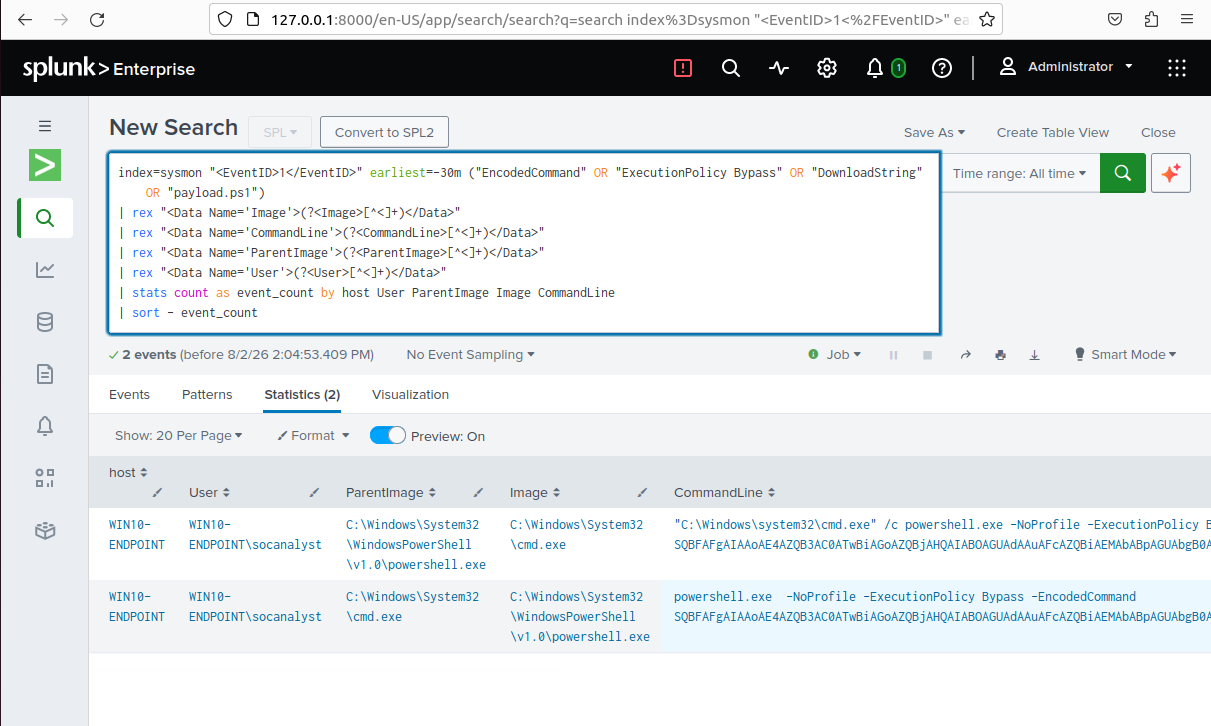 127.0.0.1:8000/en-US/app/search/search?q=search index%3Dsysmon "<EventID>1<%2FEventID>" ea
splunk> Enterprise
1
Administrator
New Search
SPL
Convert to SPL2
Save As
Create Table View
Close
index=sysmon "<EventID>1</EventID>" earliest=-30m ("EncodedCommand" OR "ExecutionPolicy Bypass" OR "DownloadString"
OR "payload.ps1")
| rex "<Data Name='Image'>(?<Image>[^<]+)</Data>"
| rex "<Data Name='CommandLine'>(?<CommandLine>[^<]+)</Data>"
| rex "<Data Name='ParentImage'>(?<ParentImage>[^<]+)</Data>"
| rex "<Data Name='User'>(?<User>[^<]+)</Data>"
| stats count as event_count by host User ParentImage Image CommandLine
| sort - event_count
Time range: All time
2 events (before 8/2/26 2:04:53.409 PM)
No Event Sampling
Job
Smart Mode
Events
Patterns
Statistics (2)
Visualization
Show: 20 Per Page
Format
Preview: On
host
User
ParentImage
Image
CommandLine
WIN10-
ENDPOINT
WIN10-
ENDPOINT\socanalyst
C:\Windows\System32
\WindowsPowerShell
\v1.0\powershell.exe
C:\Windows\System32
\cmd.exe
"C:\Windows\system32\cmd.exe" /c powershell.exe -NoProfile -ExecutionPolicy B
SQBFAFgAIAAoAE4AZQB3AC0ATwBiAGoAZQBjAHQAIABOAGUAdAAuAFcAZQBiAEMAbABpAGUAbgB0A
WIN10-
ENDPOINT
WIN10-
ENDPOINT\socanalyst
C:\Windows\System32
\cmd.exe
C:\Windows\System32
\WindowsPowerShell
\v1.0\powershell.exe
powershell.exe  -NoProfile -ExecutionPolicy Bypass -EncodedCommand
SQBFAFgAIAAoAE4AZQB3AC0ATwBiAGoAZQBjAHQAIABOAGUAdAAuAFcAZQBiAEMAbABpAGUAbgB0A